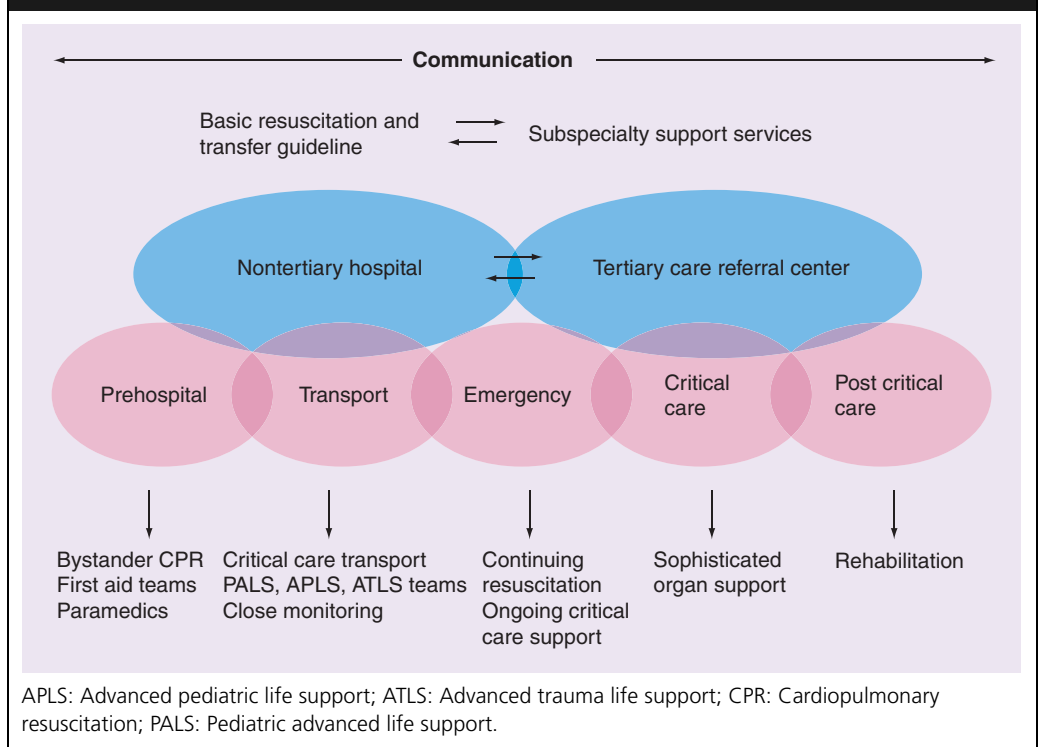 Communication
Basic resuscitation and
transfer guideline
Subspecialty support services
Nontertiary hospital
Tertiary care referral center
Prehospital
Transport
Emergency
Critical
care
Post critical
care
Bystander CPR
First aid teams
Paramedics
Critical care transport
PALS, APLS, ATLS teams
Close monitoring
Continuing
resuscitation
Ongoing critical
care support
Sophisticated
organ support
Rehabilitation
APLS: Advanced pediatric life support; ATLS: Advanced trauma life support; CPR: Cardiopulmonary
resuscitation; PALS: Pediatric advanced life support.